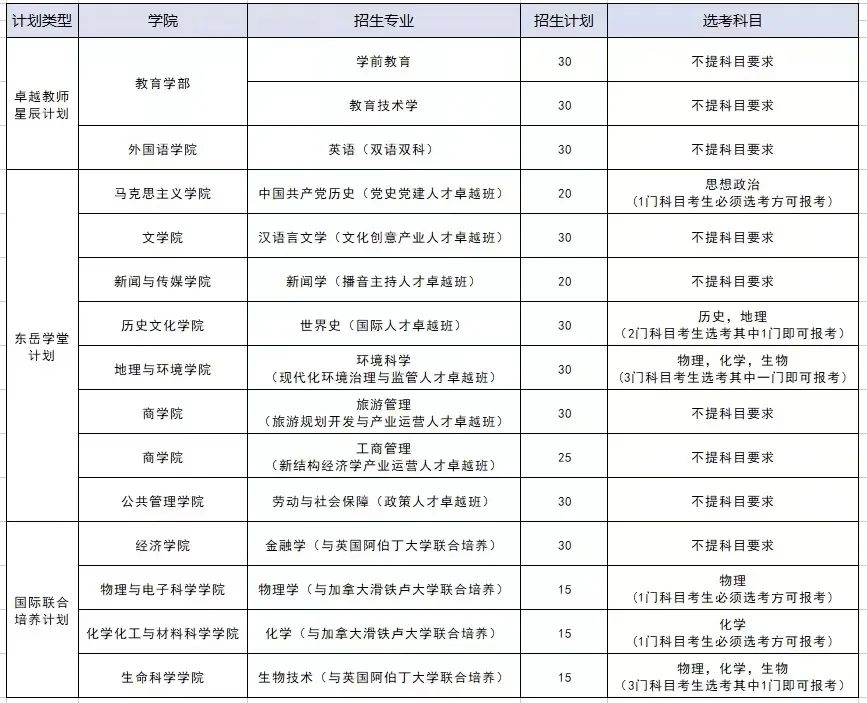 计划类型 学院 招生专业 招生计划 选考科目
卓越教师
星辰计划
教育学部
学前教育 30 不提科目要求
教育技术学 30 不提科目要求
外国语学院 英语（双语双科） 30 不提科目要求
东岳学堂
计划
马克思主义学院 中国共产党历史（党史党建人才卓越班） 20
思想政治
（1门科目考生必须选考方可报考）
文学院 汉语言文学（文化创意产业人才卓越班） 30 不提科目要求
新闻与传媒学院 新闻学（播音主持人才卓越班） 20 不提科目要求
历史文化学院 世界史（国际人才卓越班） 30
历史，地理
（2门科目考生选考其中1门即可报考）
地理与环境学院
环境科学
（现代化环境治理与监管人才卓越班）
30
物理，化学，生物
（3门科目考生选考其中一门即可报考）
商学院
旅游管理
（旅游规划开发与产业运营人才卓越班）
30 不提科目要求
商学院
工商管理
（新结构经济学产业运营人才卓越班）
25 不提科目要求
公共管理学院 劳动与社会保障（政策人才卓越班） 30 不提科目要求
国际联合
培养计划
经济学院 金融学（与英国阿伯丁大学联合培养） 30 不提科目要求
物理与电子科学学院 物理学（与加拿大滑铁卢大学联合培养） 15
物理
（1门科目考生必须选考方可报考）
化学化工与材料科学学院 化学（与加拿大滑铁卢大学联合培养） 15
化学
（1门科目考生必须选考方可报考）
生命科学学院 生物技术（与英国阿伯丁大学联合培养） 15
物理，化学，生物
（3门科目考生选考其中1门即可报考）